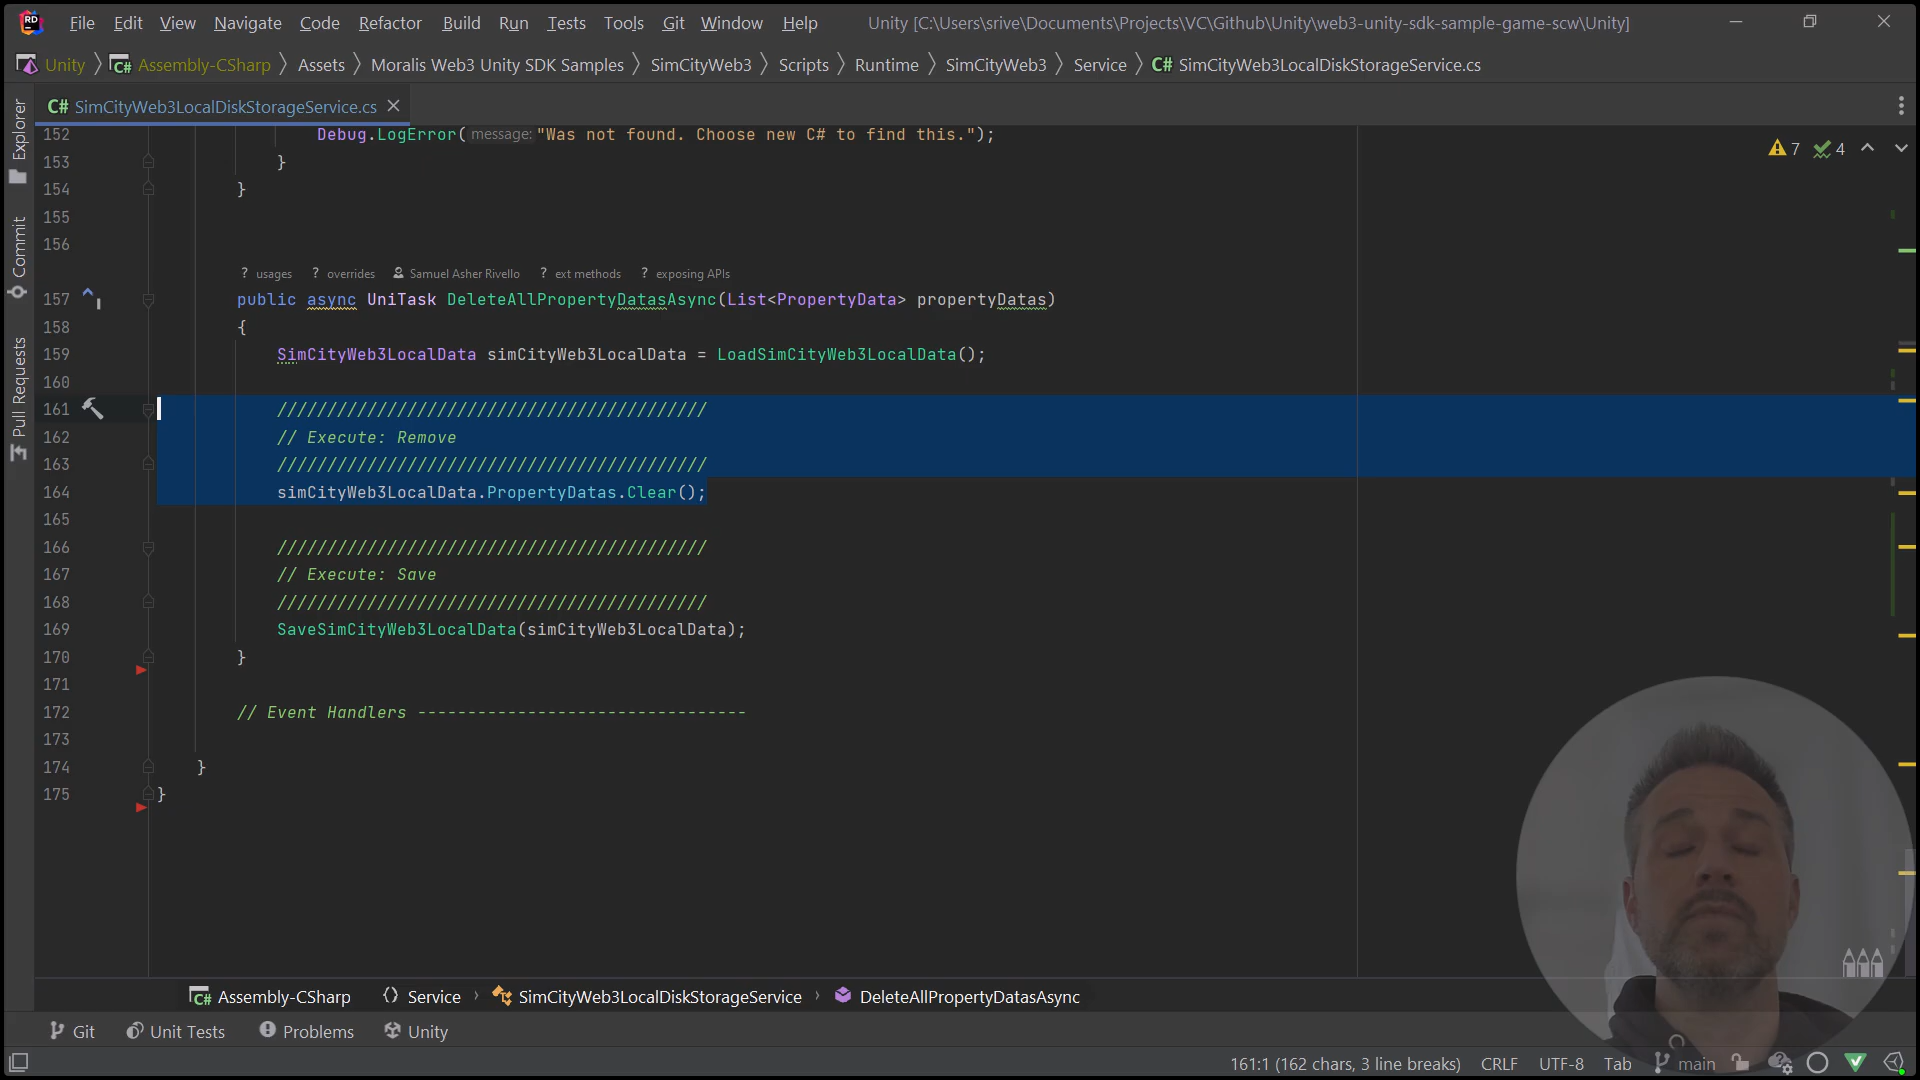 File Edit View Navigate Code Refactor Build Run Tests Tools Git Window Help Unity [C:\Users\srive\Documents\Projects\VC\Github\Unity\web3-unity-sdk-sample-game-scw\Unity]
Unity Assembly-CSharp Assets Moralis Web3 Unity SDK Samples SimCityWeb3 Scripts Runtime SimCityWeb3 Service C# SimCityWeb3LocalDiskStorageService.cs
C# SimCityWeb3LocalDiskStorageService.cs
Explorer
Commit
Pull Requests
7 4
152 Debug.LogError( message: "Was not found. Choose new C# to find this.");
153 }
154 }
155
156
? usages ? overrides Samuel Asher Rivello ? ext methods ? exposing APIs
157 public async UniTask DeleteAllPropertyDatasAsync(List<PropertyData> propertyDatas)
158 {
159 SimCityWeb3LocalData simCityWeb3LocalData = LoadSimCityWeb3LocalData();
160
161 ///////////////////////////////////////////
162 // Execute: Remove
163 ///////////////////////////////////////////
164 simCityWeb3LocalData.PropertyDatas.Clear();
165
166 ///////////////////////////////////////////
167 // Execute: Save
168 ///////////////////////////////////////////
169 SaveSimCityWeb3LocalData(simCityWeb3LocalData);
170 }
171
172 // Event Handlers ---------------------------------
173
174 }
175 }
Assembly-CSharp Service SimCityWeb3LocalDiskStorageService DeleteAllPropertyDatasAsync
Git Unit Tests Problems Unity
161:1 (162 chars, 3 line breaks) CRLF UTF-8 Tab main